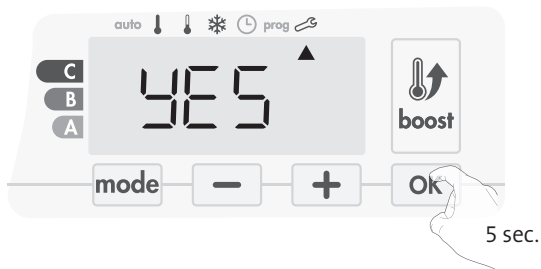 auto prog
C
B
A
YES
boost
mode - + OK
5 sec.